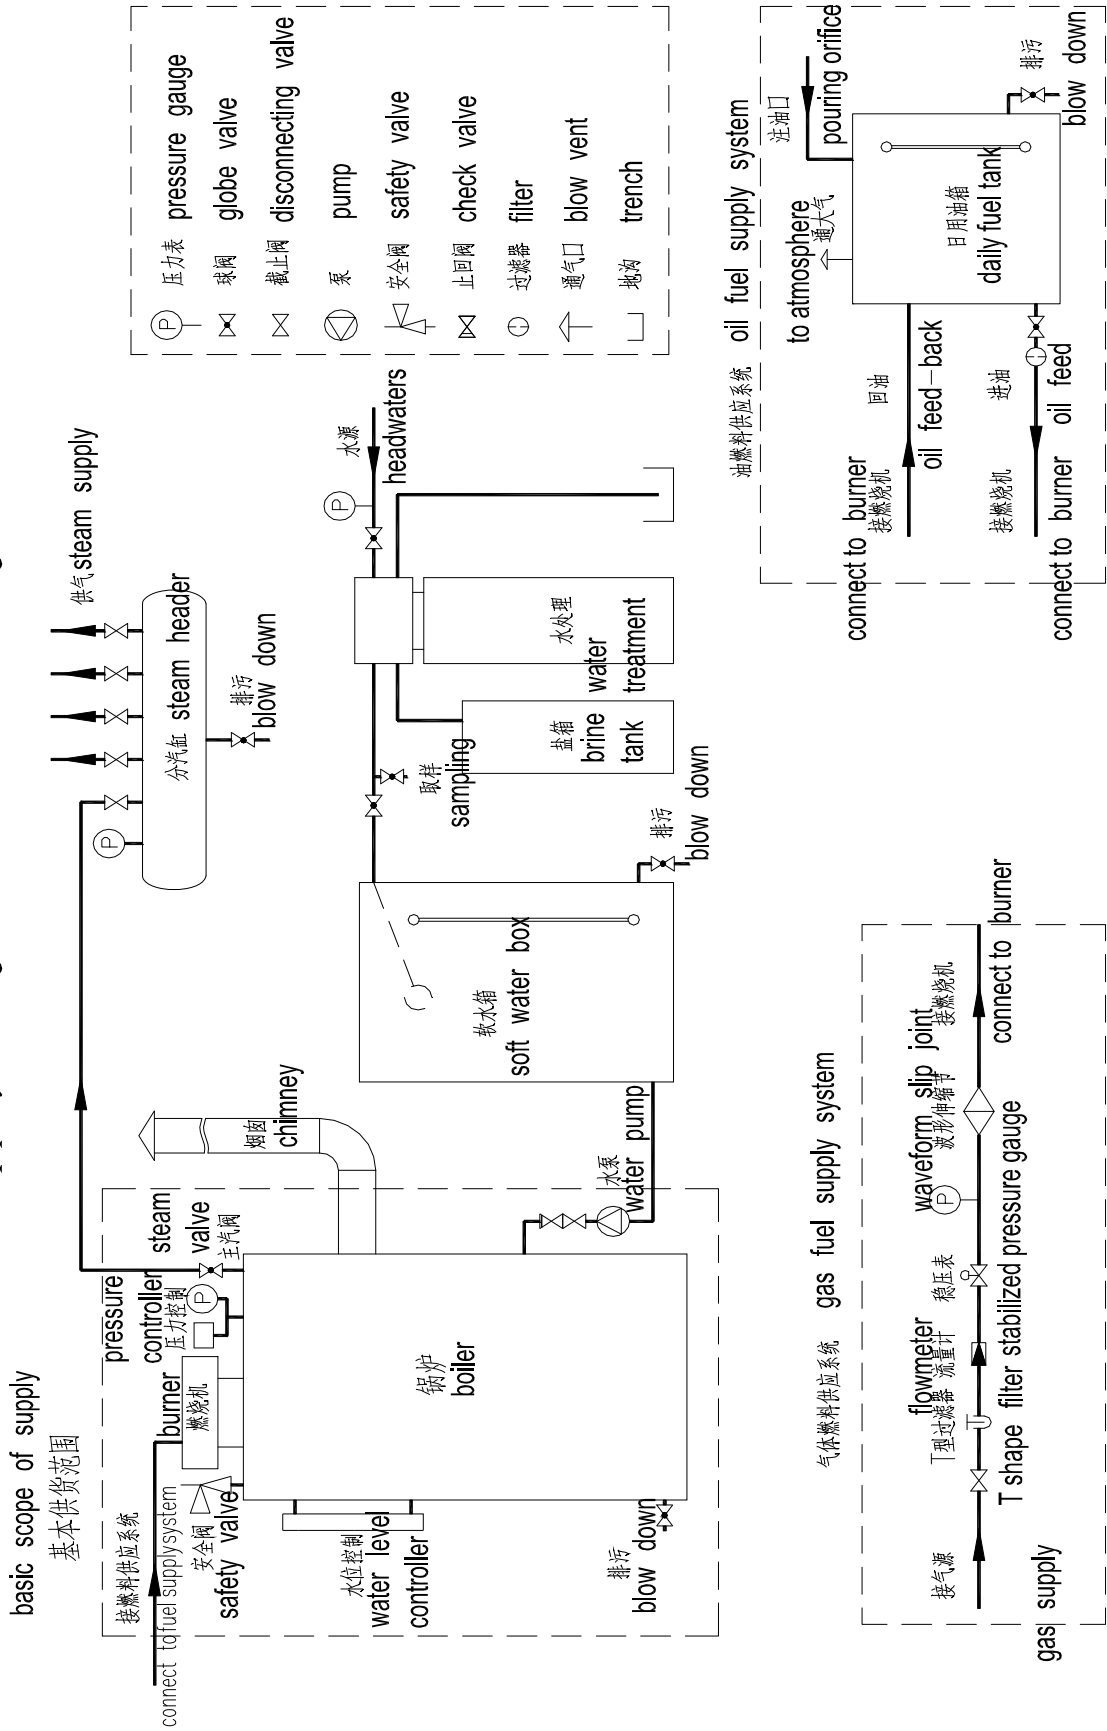 basic scope of supply
基本供货范围
接燃料供应系统
connect to fuel supply system
burner
燃烧机
安全阀
safety valve
pressure
controller
压力控制
P
steam
valve
主汽阀
水位控制
water level
controller
锅炉
boiler
排污
blow down
烟囱
chimney
水泵
water pump
软水箱
soft water box
排污
blow down
取样
sampling
盐箱
brine
tank
水处理
water
treatment
P
水源
headwaters
P
分汽缸 steam header
供气 steam supply
排污
blow down
P
压力表 pressure gauge
球阀 globe valve
截止阀 disconnecting valve
泵 pump
安全阀 safety valve
止回阀 check valve
过滤器 filter
通气口 blow vent
地沟 trench
气体燃料供应系统 gas fuel supply system
接气源
gas supply
flowmeter
T型过滤器 流量计 稳压表
T shape filter stabilized pressure gauge
P
waveform slip joint
波形伸缩节
接燃烧机
connect to burner
油燃料供应系统 oil fuel supply system
to atmosphere
通大气
注油口
pouring orifice
日用油箱
daily fuel tank
排污
blow down
回油
oil feed-back
接燃烧机
connect to burner
进油
oil feed
接燃烧机
connect to burner